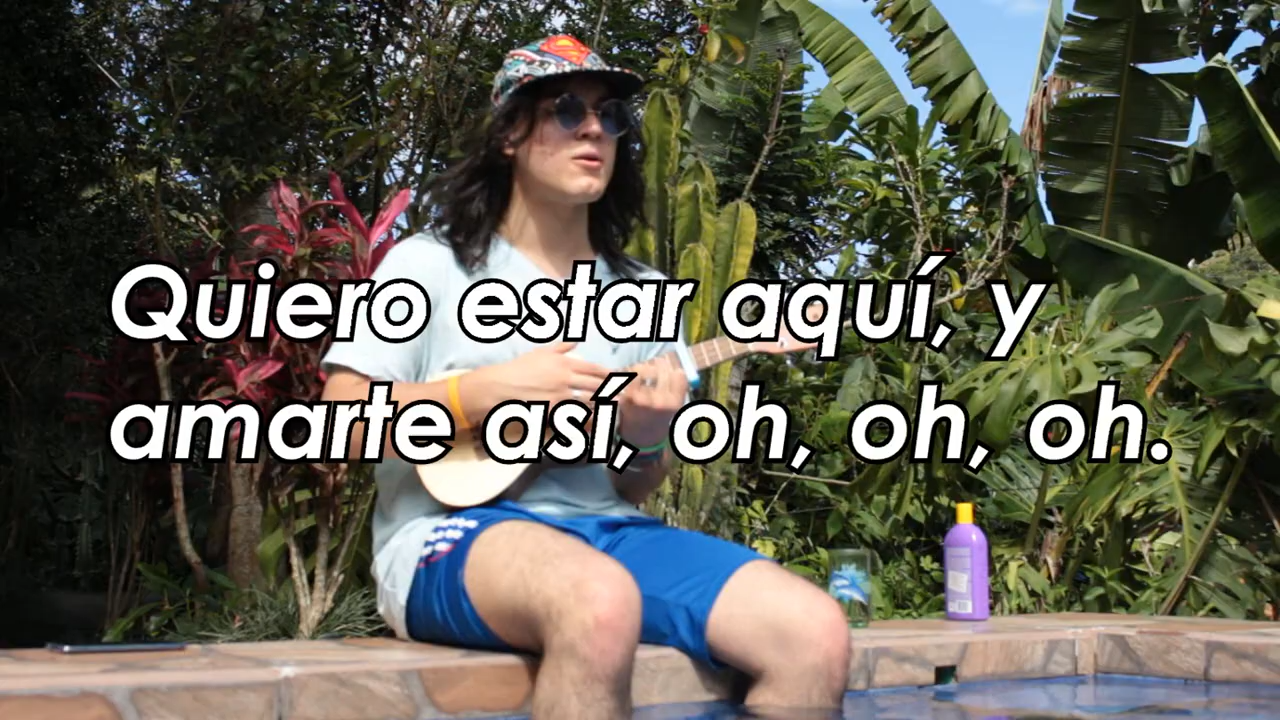 Quiero estar aquí, y
amarte así, oh, oh, oh.